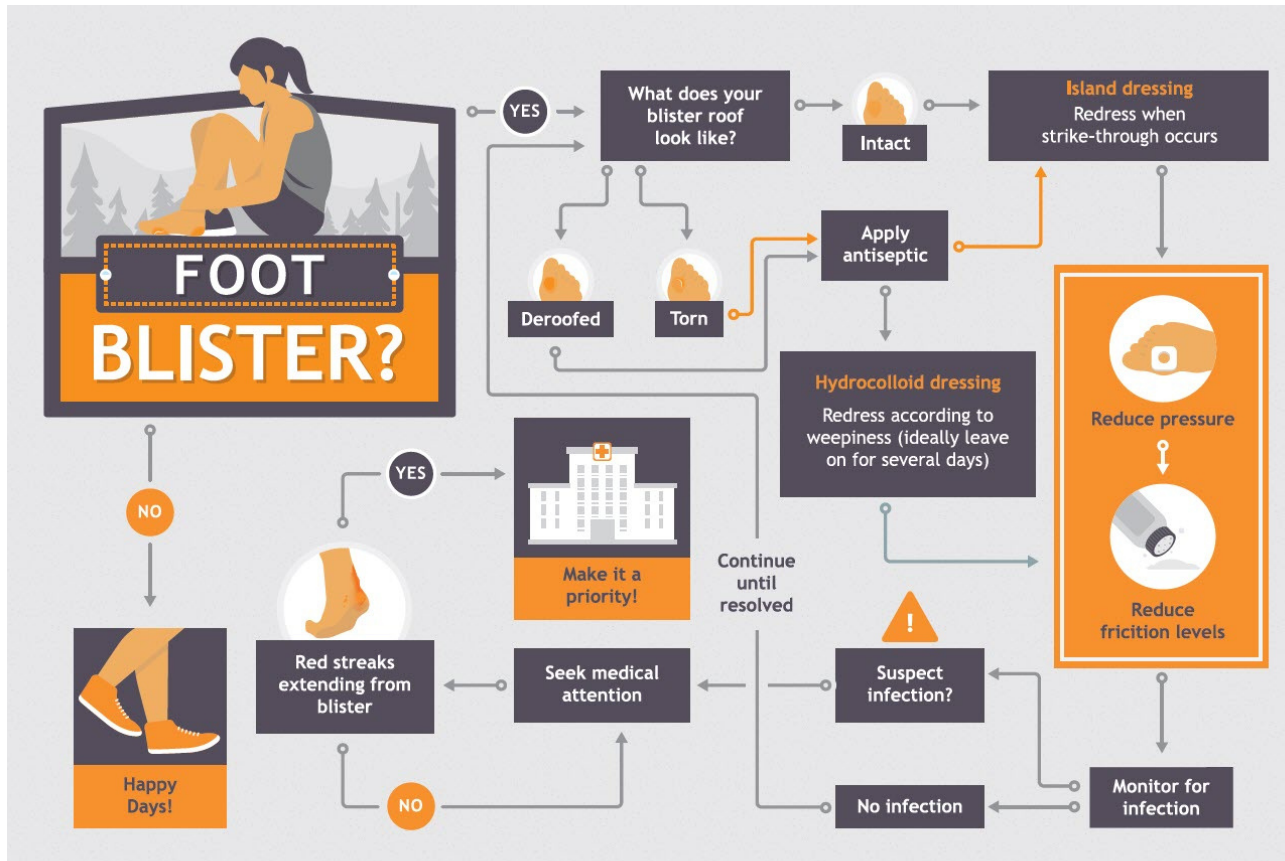 FOOT
BLISTER?
YES
What does your
blister roof
look like?
Intact
Island dressing
Redress when
strike-through occurs
Deroofed
Torn
Apply
antiseptic
Hydrocolloid dressing
Redress according to
weepiness (ideally leave
on for several days)
Reduce pressure
Reduce
fricition levels
Monitor for
infection
Suspect
infection?
!
No infection
Continue
until
resolved
Seek medical
attention
Red streaks
extending from
blister
YES
Make it a
priority!
NO
NO
Happy
Days!